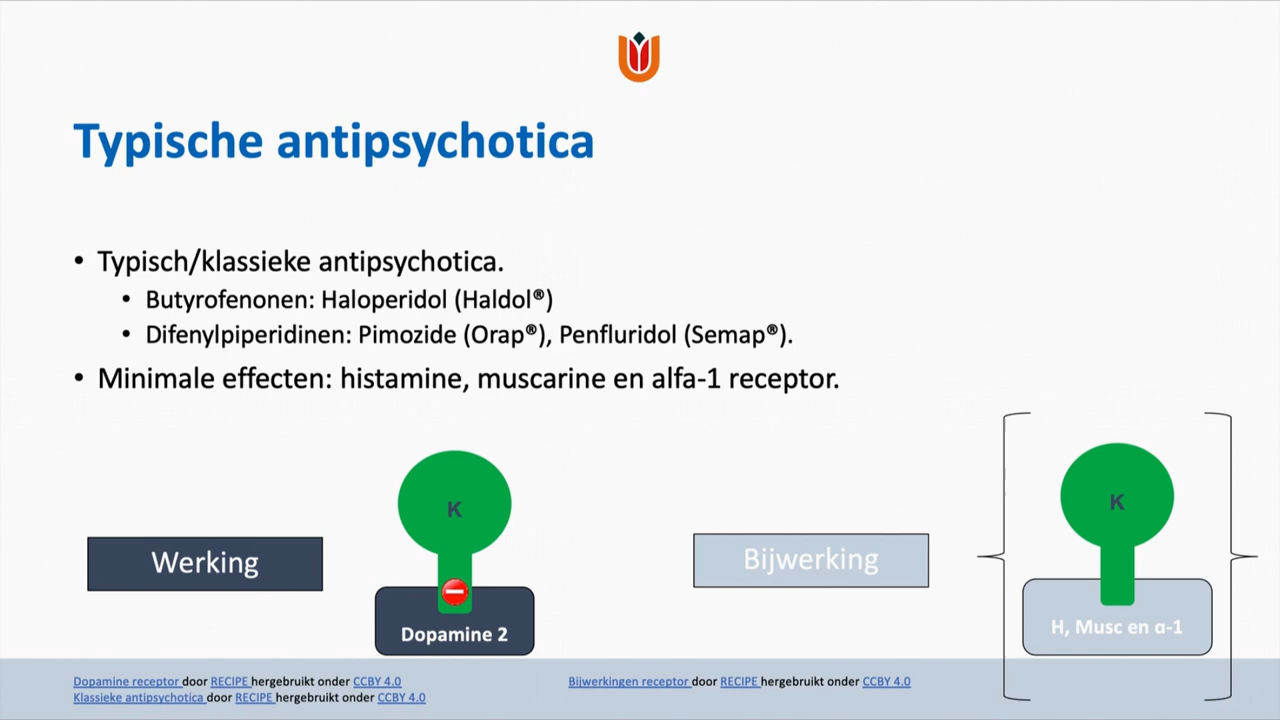 Typische antipsychotica
• Typisch/klassieke antipsychotica.
• Butyrofenonen: Haloperidol (Haldol®)
• Difenylpiperidinen: Pimozide (Orap®), Penfluridol (Semap®).
• Minimale effecten: histamine, muscarine en alfa-1 receptor.
K
K
Werking
Bijwerking
Dopamine 2
H, Musc en α-1
Dopamine receptor door RECIPE hergebruikt onder CCBY 4.0
Klassieke antipsychotica door RECIPE hergebruikt onder CCBY 4.0
Bijwerkingen receptor door RECIPE hergebruikt onder CCBY 4.0